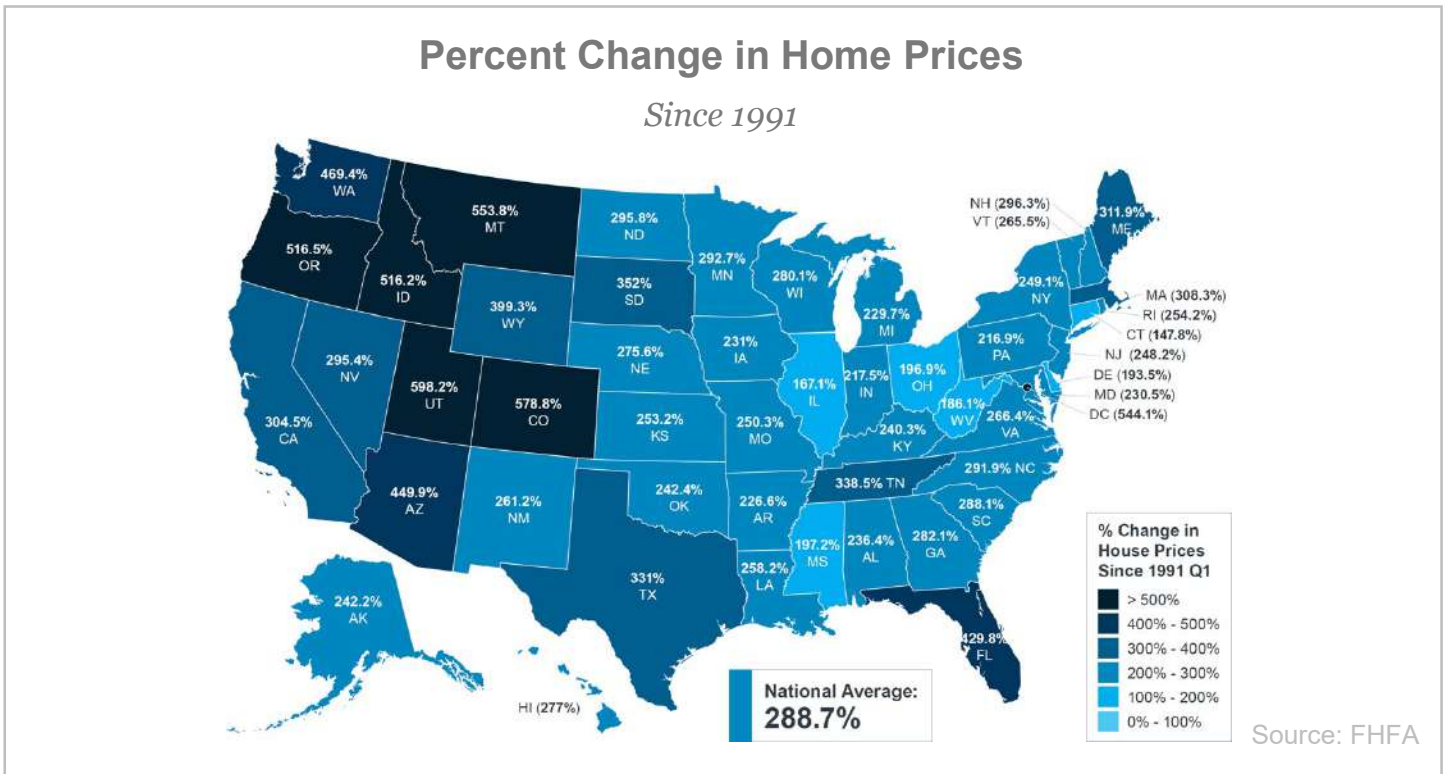 Percent Change in Home Prices
Since 1991
469.4%
WA
553.8%
MT
295.8%
ND
292.7%
MN
280.1%
WI
229.7%
MI
NH (296.3%)
VT (265.5%)
311.9%
ME
516.5%
OR
516.2%
ID
399.3%
WY
352%
SD
249.1%
NY
MA (308.3%)
RI (254.2%)
CT (147.8%)
NJ (248.2%)
DE (193.5%)
MD (230.5%)
DC (544.1%)
295.4%
NV
598.2%
UT
578.8%
CO
275.6%
NE
231%
IA
167.1%
IL
217.5%
IN
196.9%
OH
216.9%
PA
186.1%
WV
266.4%
VA
304.5%
CA
253.2%
KS
250.3%
MO
240.3%
KY
291.9% NC
449.9%
AZ
261.2%
NM
242.4%
OK
226.6%
AR
338.5% TN
288.1%
SC
331%
TX
258.2%
LA
197.2%
MS
236.4%
AL
282.1%
GA
429.8%
FL
242.2%
AK
HI (277%)
National Average:
288.7%
% Change in
House Prices
Since 1991 Q1
> 500%
400% - 500%
300% - 400%
200% - 300%
100% - 200%
0% - 100%
Source: FHFA